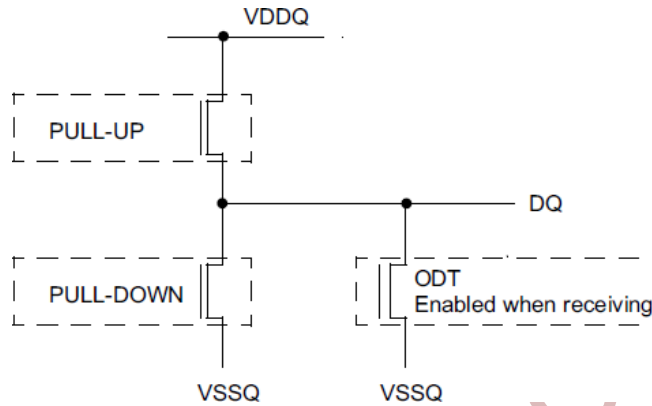 VDDQ
PULL-UP
DQ
PULL-DOWN
ODT
Enabled when receiving
VSSQ
VSSQ